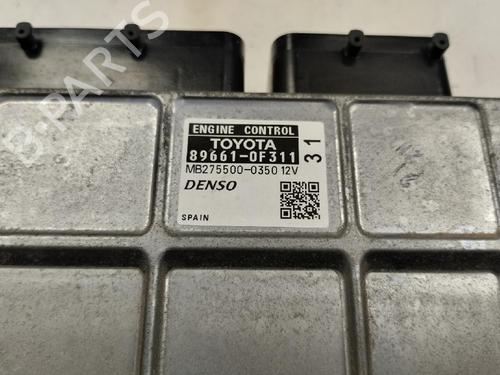 ENGINE CONTROL
TOYOTA
89661-0F311
31
MB275500-0350 12V
DENSO
SPAIN
B-PARTS